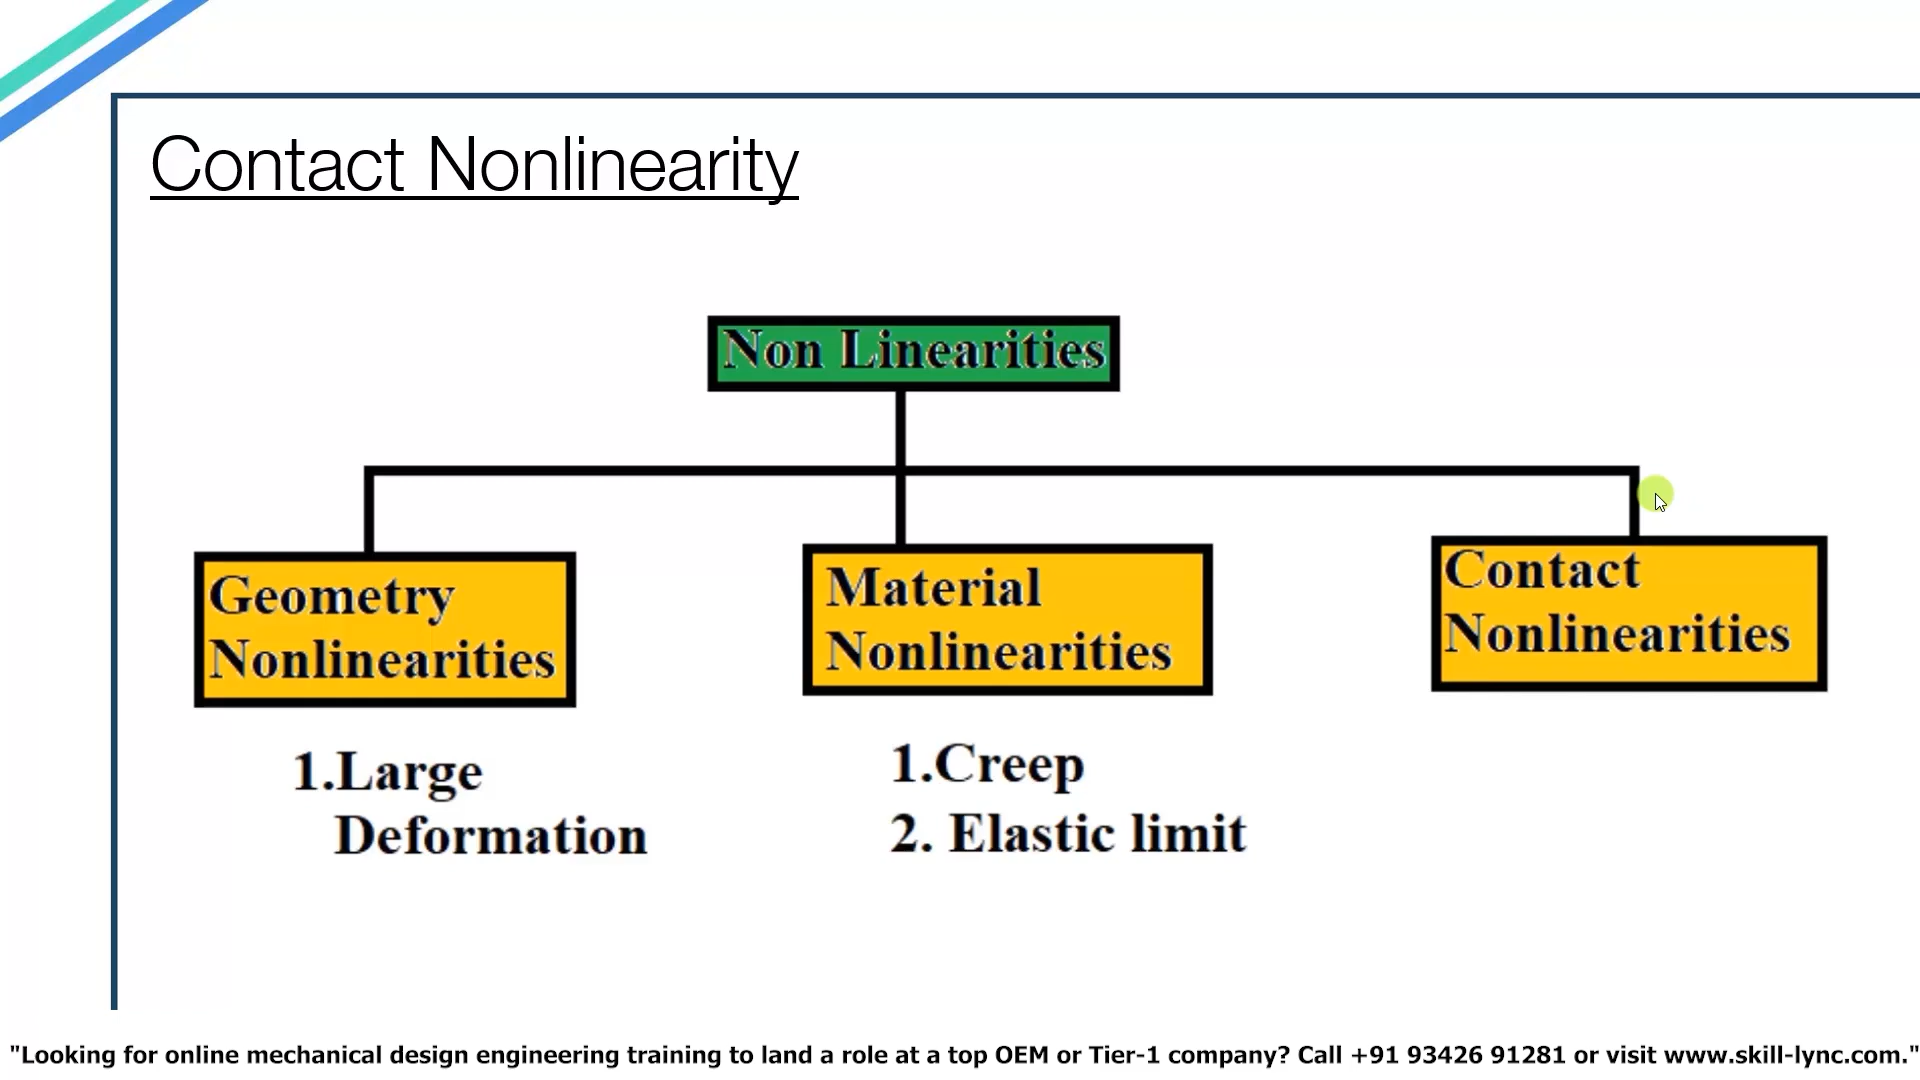 Contact Nonlinearity
Non Linearities
Geometry
Nonlinearities
Material
Nonlinearities
Contact
Nonlinearities
1.Large
Deformation
1.Creep
2. Elastic limit
"Looking for online mechanical design engineering training to land a role at a top OEM or Tier-1 company? Call +91 93426 91281 or visit www.skill-lync.com."